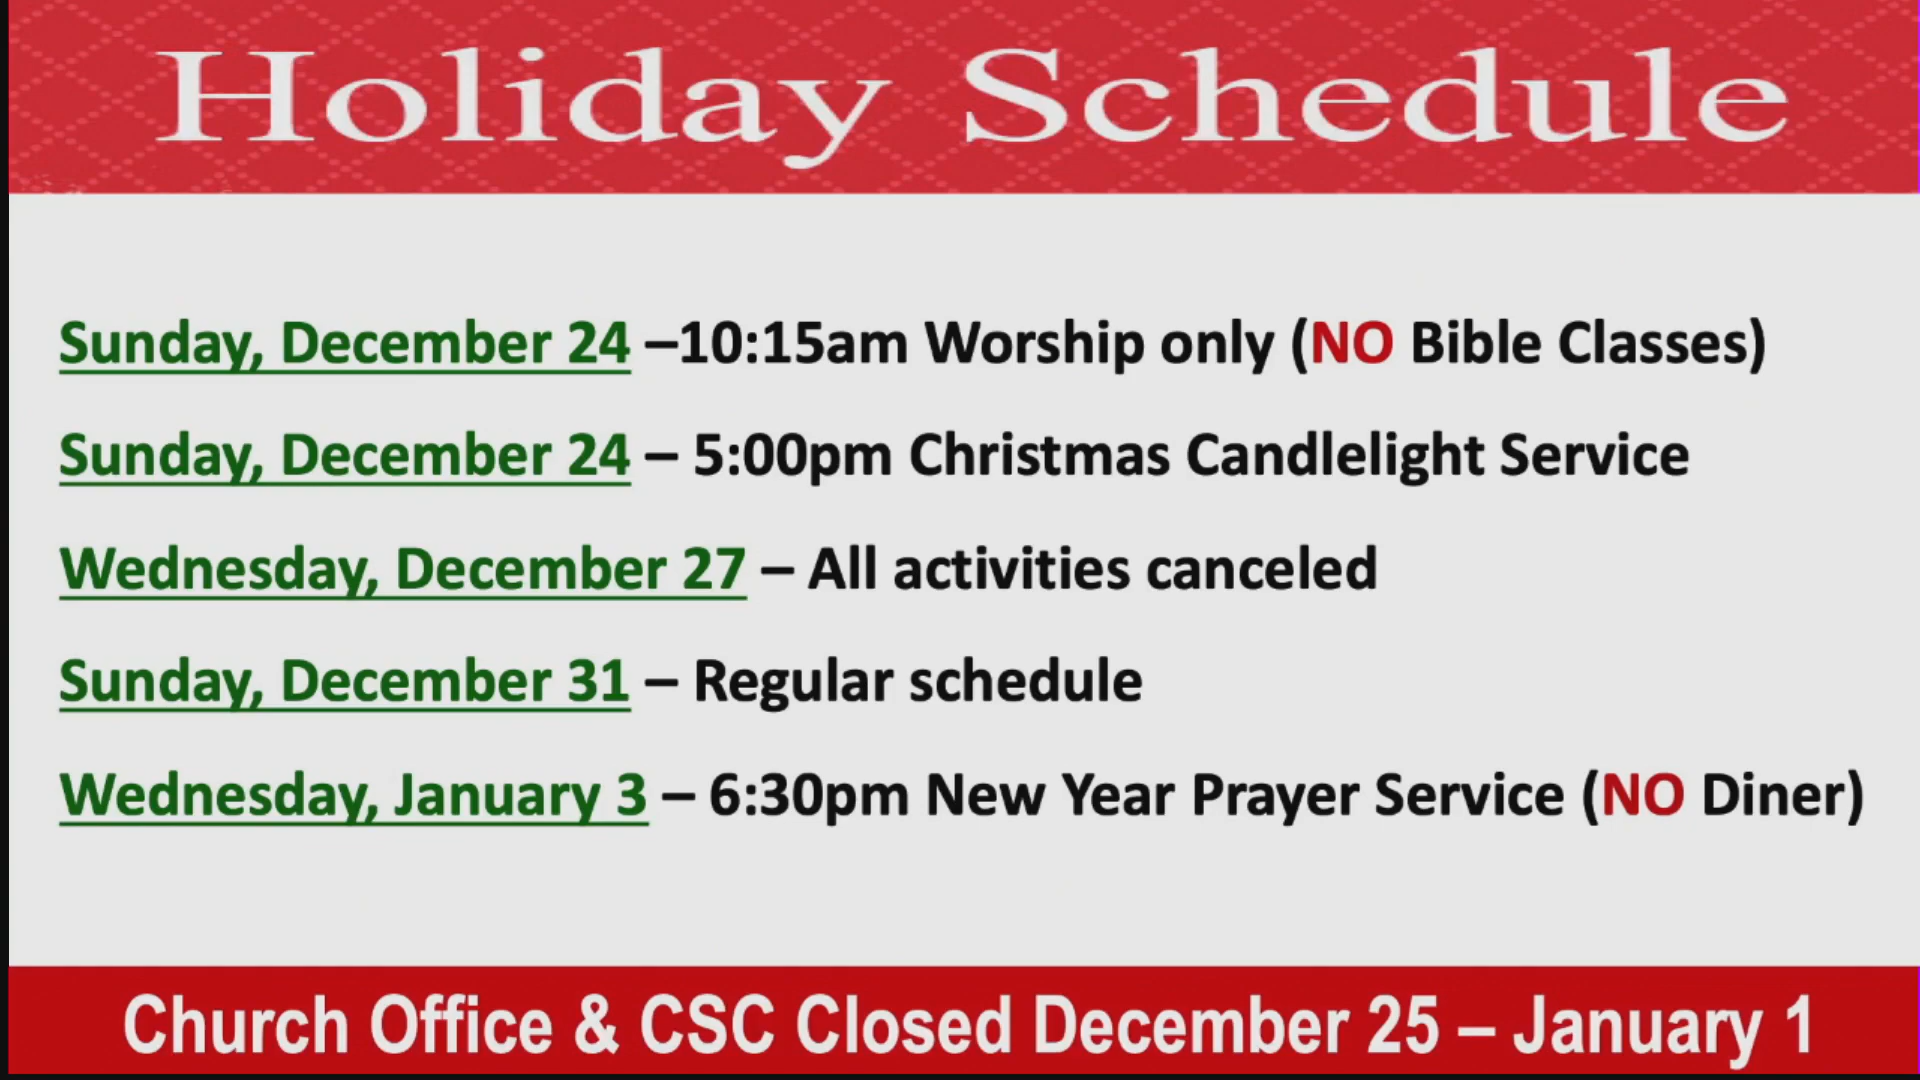 Holiday Schedule
Sunday, December 24 –10:15am Worship only (NO Bible Classes)
Sunday, December 24 – 5:00pm Christmas Candlelight Service
Wednesday, December 27 – All activities canceled
Sunday, December 31 – Regular schedule
Wednesday, January 3 – 6:30pm New Year Prayer Service (NO Diner)
Church Office & CSC Closed December 25 – January 1